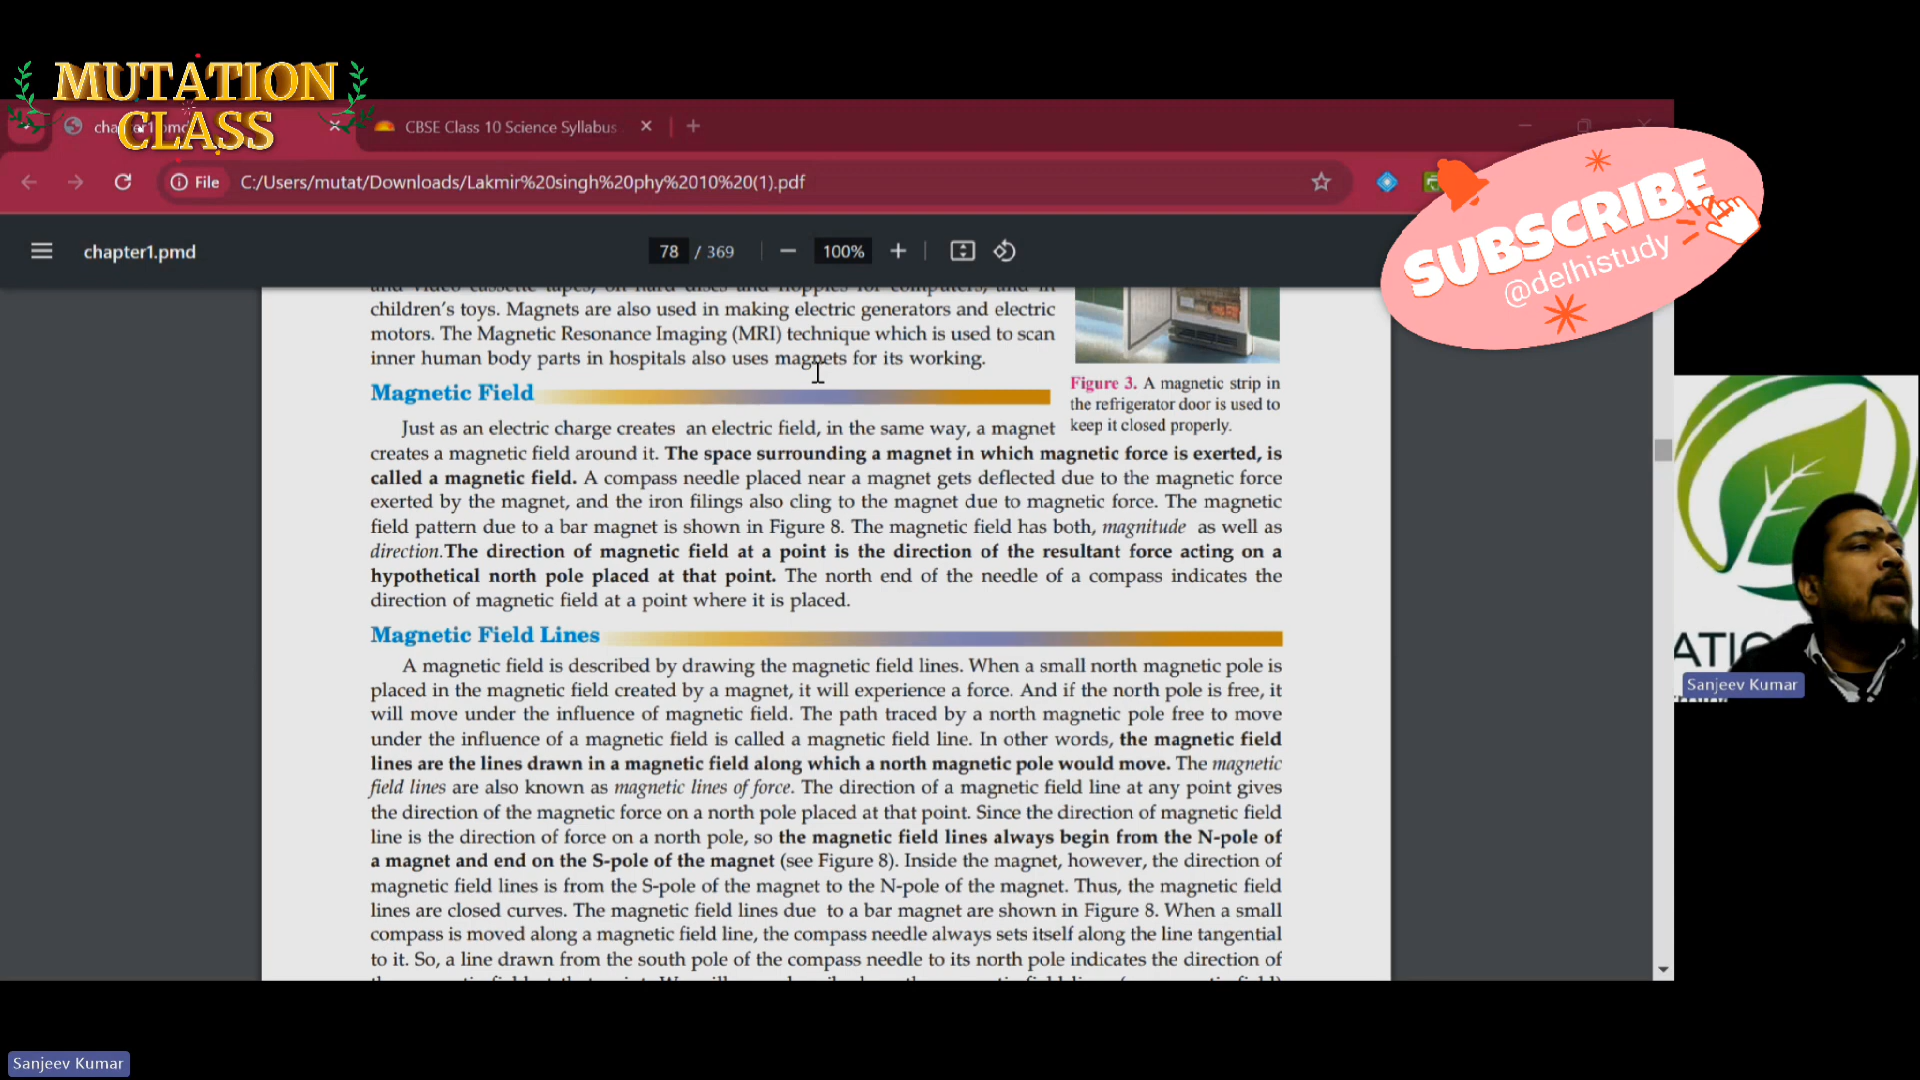 MUTATION
CLASS
CBSE Class 10 Science Syllabus
File C:/Users/mutat/Downloads/Lakmir%20singh%20phy%2010%20(1).pdf
SUBSCRIBE
@delhistudy
chapter1.pmd
78 / 369
100%
children's toys. Magnets are also used in making electric generators and electric
motors. The Magnetic Resonance Imaging (MRI) technique which is used to scan
inner human body parts in hospitals also uses magnets for its working.
Figure 3. A magnetic strip in
the refrigerator door is used to
keep it closed properly.
Magnetic Field
Just as an electric charge creates an electric field, in the same way, a magnet
creates a magnetic field around it. The space surrounding a magnet in which magnetic force is exerted, is
called a magnetic field. A compass needle placed near a magnet gets deflected due to the magnetic force
exerted by the magnet, and the iron filings also cling to the magnet due to magnetic force. The magnetic
field pattern due to a bar magnet is shown in Figure 8. The magnetic field has both, magnitude as well as
direction.The direction of magnetic field at a point is the direction of the resultant force acting on a
hypothetical north pole placed at that point. The north end of the needle of a compass indicates the
direction of magnetic field at a point where it is placed.
Magnetic Field Lines
A magnetic field is described by drawing the magnetic field lines. When a small north magnetic pole is
placed in the magnetic field created by a magnet, it will experience a force. And if the north pole is free, it
will move under the influence of magnetic field. The path traced by a north magnetic pole free to move
under the influence of a magnetic field is called a magnetic field line. In other words, the magnetic field
lines are the lines drawn in a magnetic field along which a north magnetic pole would move. The magnetic
field lines are also known as magnetic lines of force. The direction of a magnetic field line at any point gives
the direction of the magnetic force on a north pole placed at that point. Since the direction of magnetic field
line is the direction of force on a north pole, so the magnetic field lines always begin from the N-pole of
a magnet and end on the S-pole of the magnet (see Figure 8). Inside the magnet, however, the direction of
magnetic field lines is from the S-pole of the magnet to the N-pole of the magnet. Thus, the magnetic field
lines are closed curves. The magnetic field lines due to a bar magnet are shown in Figure 8. When a small
compass is moved along a magnetic field line, the compass needle always sets itself along the line tangential
to it. So, a line drawn from the south pole of the compass needle to its north pole indicates the direction of
Sanjeev Kumar
Sanjeev Kumar